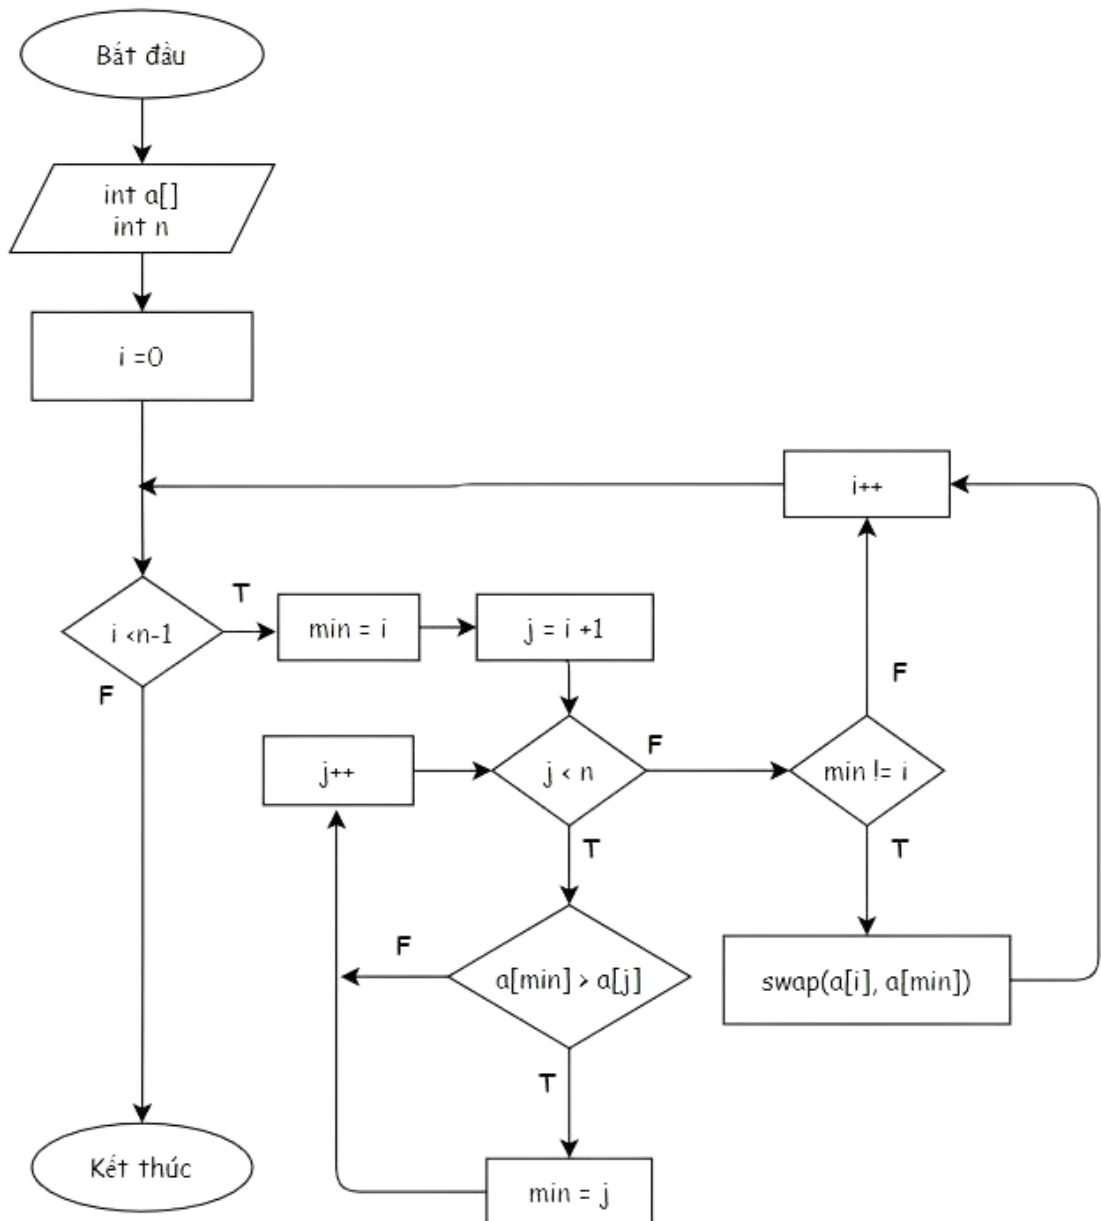 Bắt đầu
int a[]
int n
i =0
i++
i <n-1
T
F
min = i
j = i +1
j++
j < n
F
T
min != i
F
T
a[min] > a[j]
F
T
swap(a[i], a[min])
min = j
Kết thúc